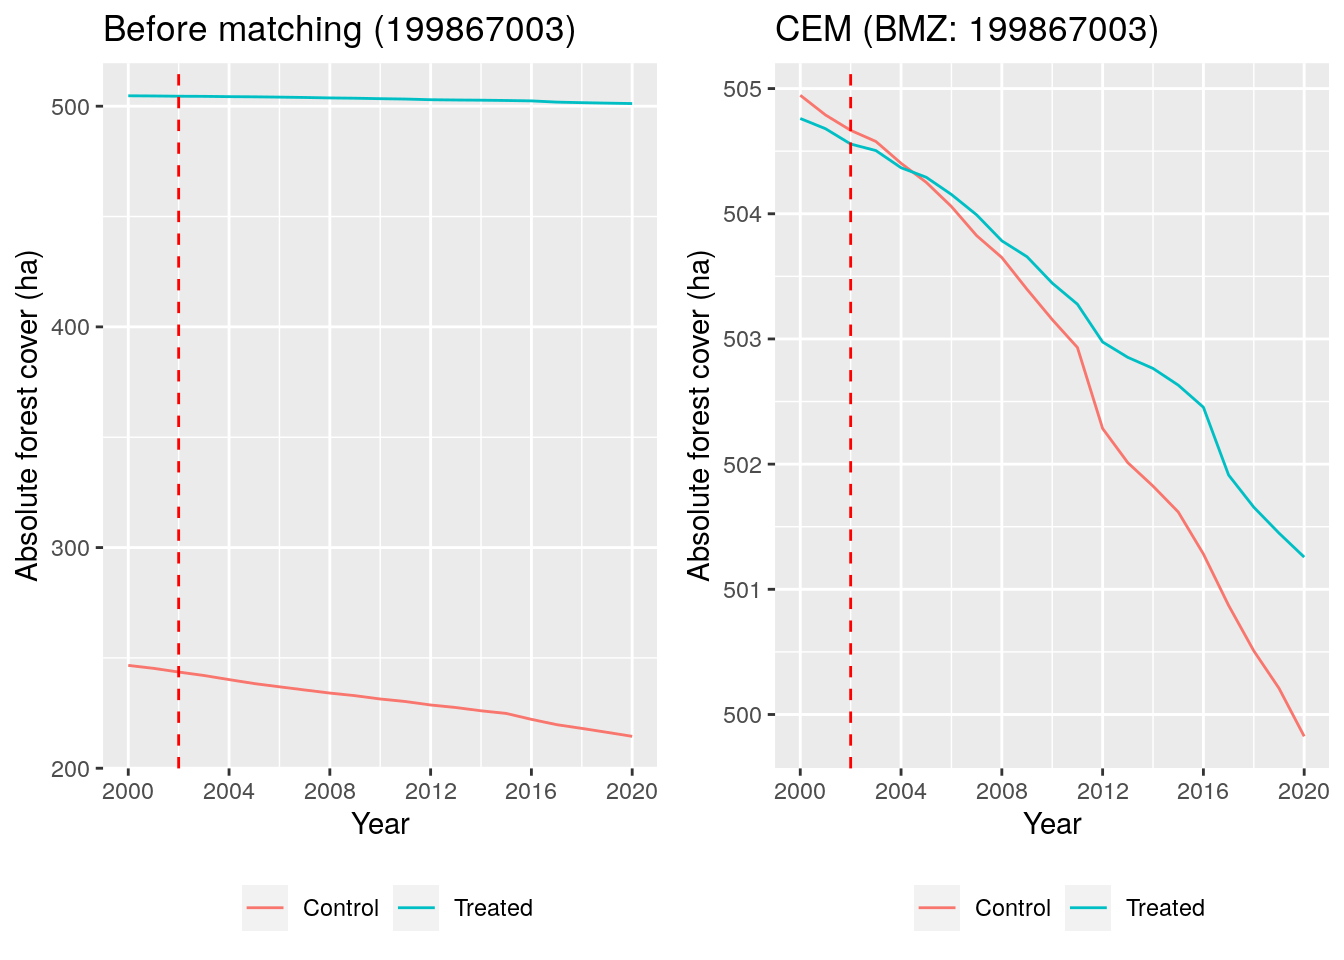 Before matching (199867003)
Absolute forest cover (ha)
500
400
300
200
2000 2004 2008 2012 2016 2020
Year
Control Treated
CEM (BMZ: 199867003)
Absolute forest cover (ha)
505
504
503
502
501
500
2000 2004 2008 2012 2016 2020
Year
Control Treated